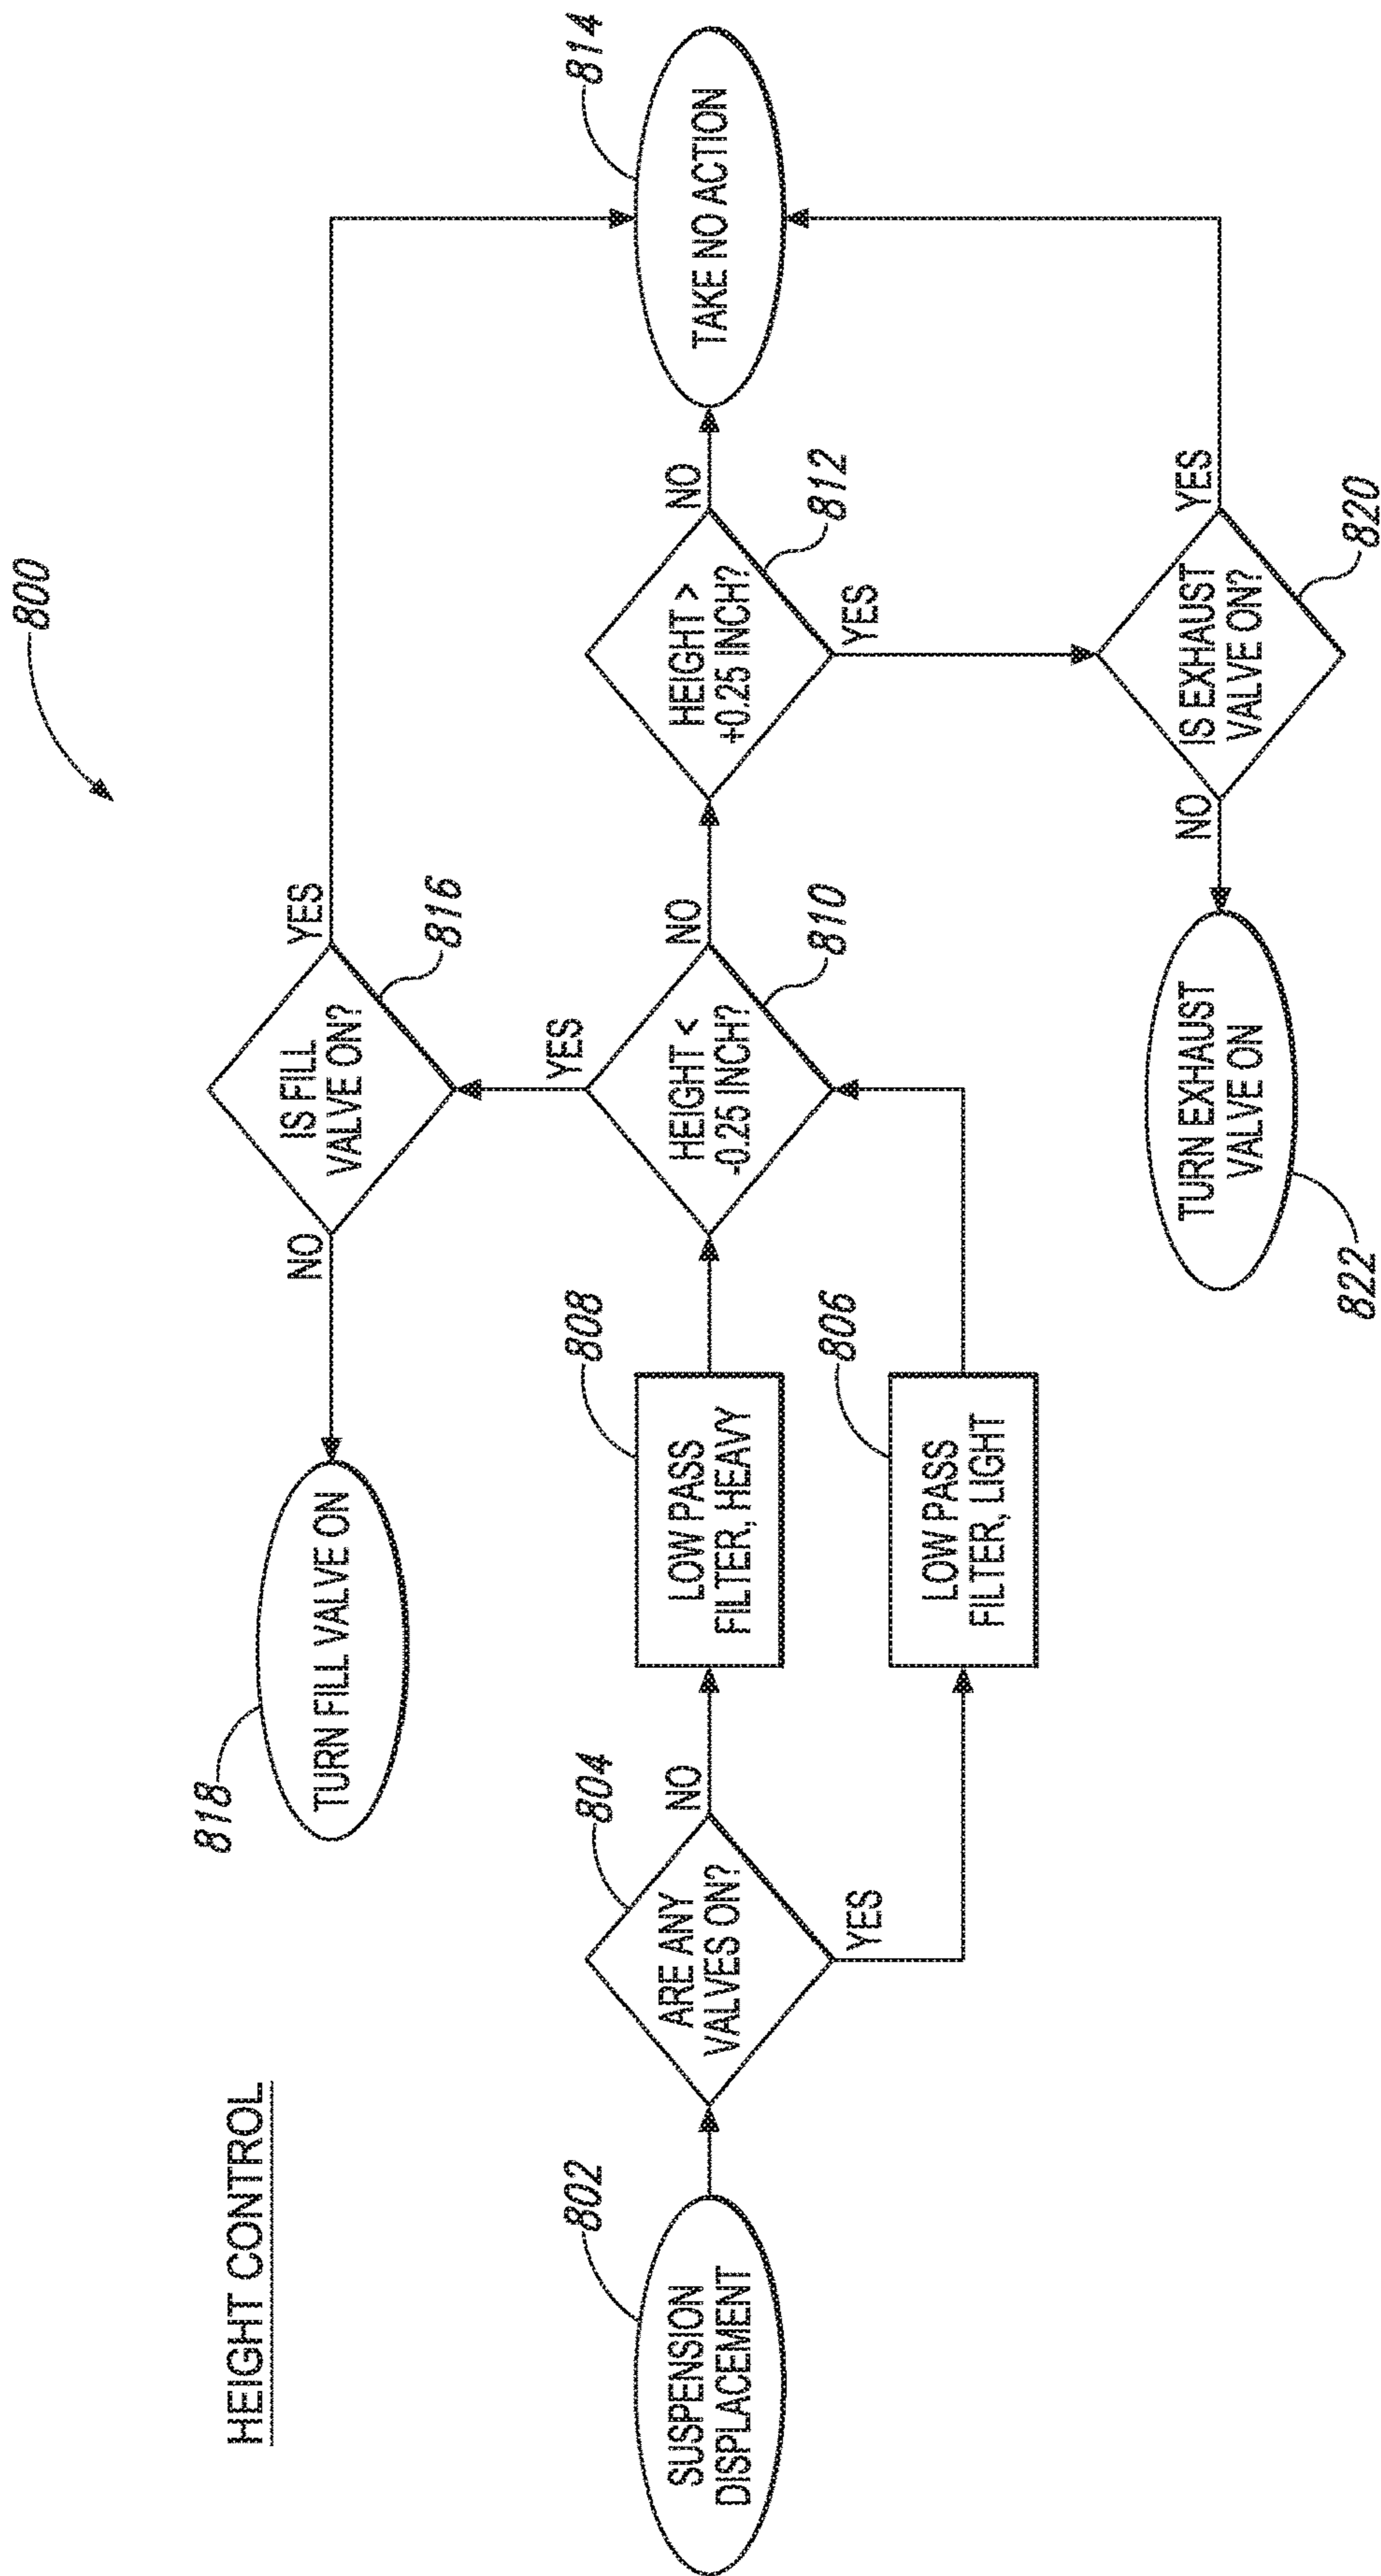 HEIGHT CONTROL
800
818
TURN FILL VALVE ON
NO
IS FILL
VALVE ON?
YES
816
802
SUSPENSION
DISPLACEMENT
804
ARE ANY
VALVES ON?
NO
YES
808
LOW PASS
FILTER, HEAVY
806
LOW PASS
FILTER, LIGHT
YES
HEIGHT <
-0.25 INCH?
NO
810
HEIGHT >
+0.25 INCH?
NO
812
YES
814
TAKE NO ACTION
TURN EXHAUST
VALVE ON
822
NO
IS EXHAUST
VALVE ON?
YES
820